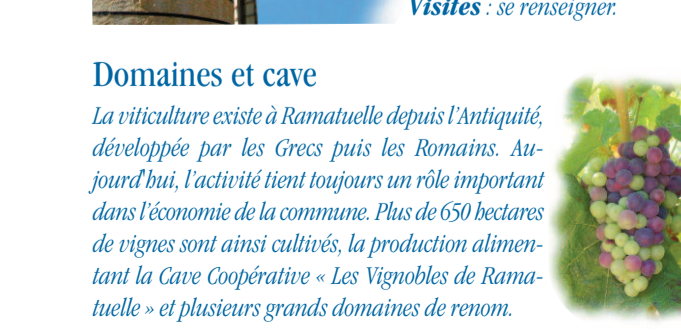 Visites : se renseigner.
Domaines et cave
La viticulture existe à Ramatuelle depuis l'Antiquité,
développée par les Grecs puis les Romains. Au-
jourd'hui, l'activité tient toujours un rôle important
dans l'économie de la commune. Plus de 650 hectares
de vignes sont ainsi cultivés, la production alimen-
tant la Cave Coopérative « Les Vignobles de Rama-
tuelle » et plusieurs grands domaines de renom.